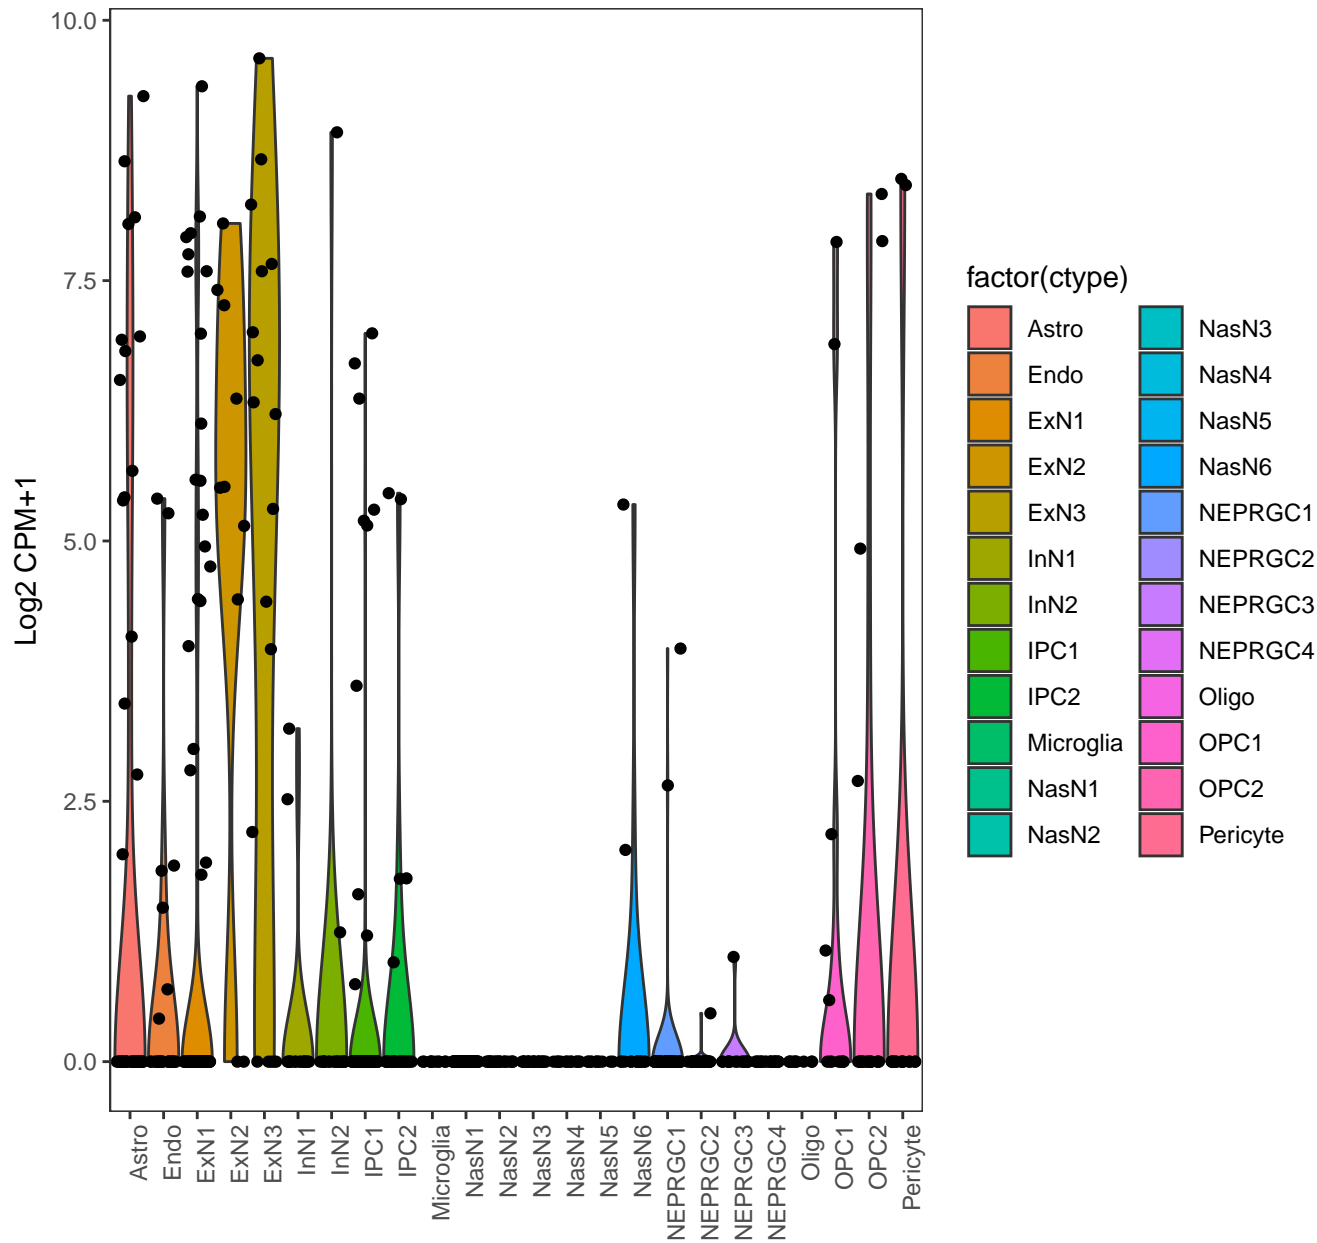 10.0
7.5
5.0
2.5
0.0
Log2 CPM+1
Astro
Endo
ExN1
ExN2
ExN3
InN1
InN2
IPC1
IPC2
Microglia
NasN1
NasN2
NasN3
NasN4
NasN5
NasN6
NEPRGC1
NEPRGC2
NEPRGC3
NEPRGC4
Oligo
OPC1
OPC2
Pericyte
factor(ctype)
Astro
Endo
ExN1
ExN2
ExN3
InN1
InN2
IPC1
IPC2
Microglia
NasN1
NasN2
NasN3
NasN4
NasN5
NasN6
NEPRGC1
NEPRGC2
NEPRGC3
NEPRGC4
Oligo
OPC1
OPC2
Pericyte